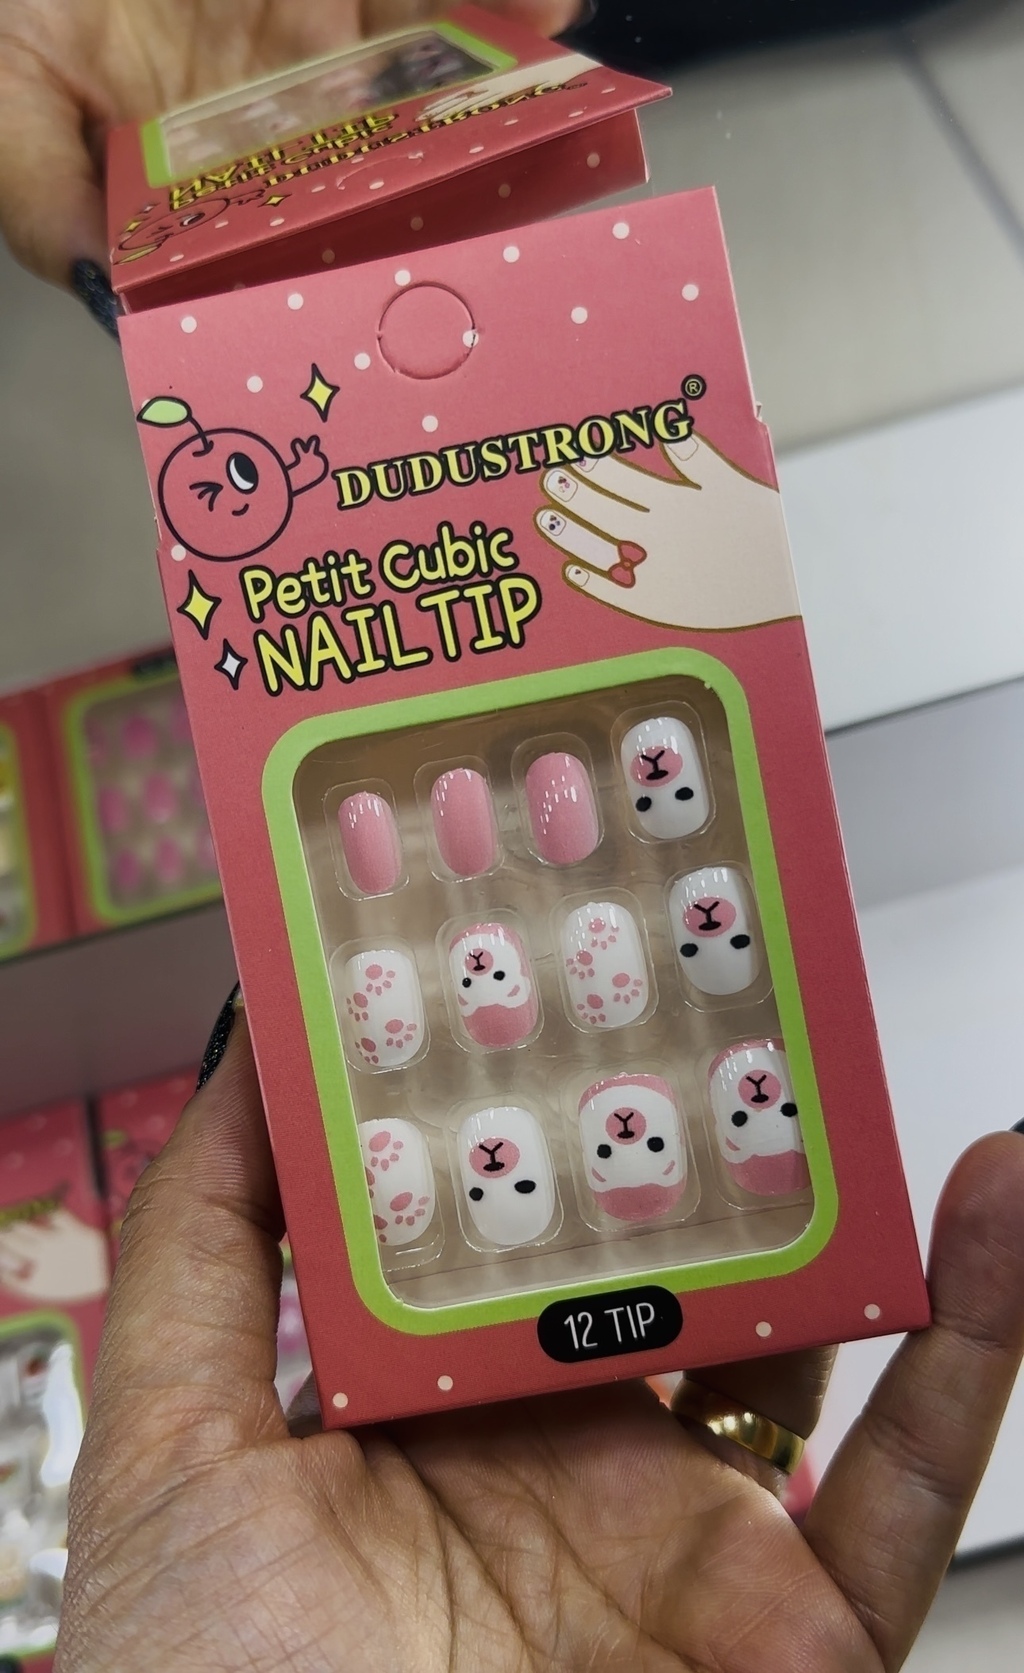 DUDUSTRONG®
Petit Cubic
NAIL TIP
12 TIP